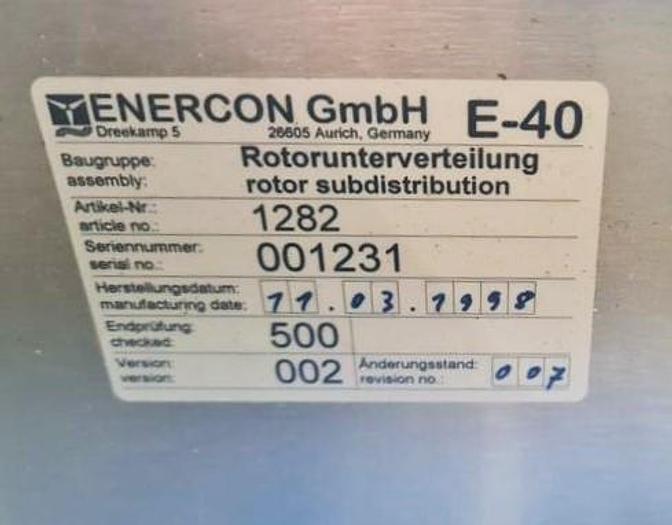 ENERCON GmbH E-40
Dreekamp 5 26605 Aurich, Germany
Baugruppe: Rotorunterverteilung
assembly: rotor subdistribution
Artikel-Nr.: 1282
article no.:
Seriennummer: 001231
serial no.:
Herstellungsdatum: 11.03.1998
manufacturing date:
Endprüfung: 500
checked:
Version: 002 Änderungsstand: 007
version: revision no.: